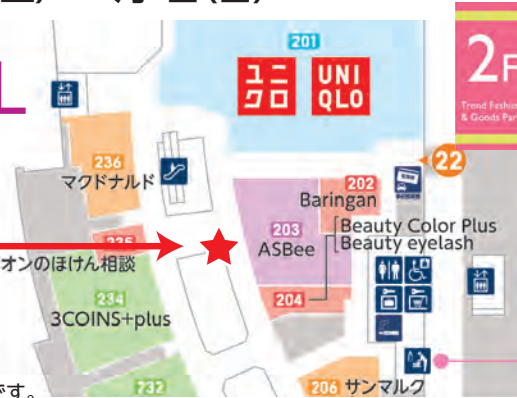 L
201
ユニ
クロ
UNI
QLO
2F
Trend Fashion
& Goods Par
236
マクドナルド
22
202
Baringan
203
ASBee
Beauty Color Plus
Beauty eyelash
235
オンのほけん相談
204
234
3COINS+plus
232
206 サンマルク
です。